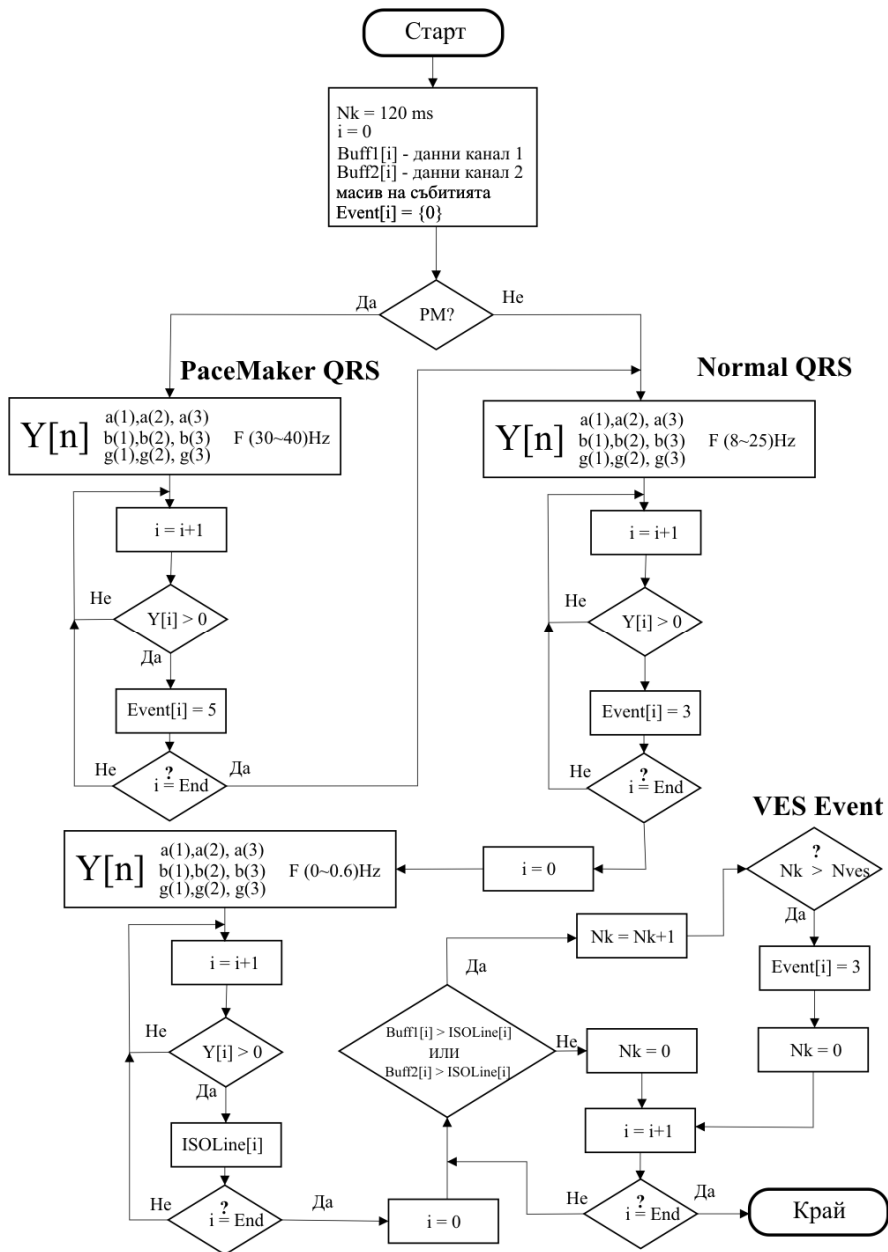 Старт
Nk = 120 ms
i = 0
Buff1[i] - данни канал 1
Buff2[i] - данни канал 2
масив на събитията
Event[i] = {0}
Да
PM?
Не
PaceMaker QRS
Normal QRS
Y[n]
a(1),a(2), a(3)
b(1),b(2), b(3)
g(1),g(2), g(3)
F (30~40)Hz
Y[n]
a(1),a(2), a(3)
b(1),b(2), b(3)
g(1),g(2), g(3)
F (8~25)Hz
i = i+1
i = i+1
Не
Y[i] > 0
Да
Не
Y[i] > 0
Event[i] = 5
Event[i] = 3
Не
?
i = End
Да
Не
?
i = End
VES Event
Y[n]
a(1),a(2), a(3)
b(1),b(2), b(3)
g(1),g(2), g(3)
F (0~0.6)Hz
i = 0
?
Nk > Nves
Да
Nk = Nk+1
Да
Event[i] = 3
i = i+1
Не
Y[i] > 0
Да
Buff1[i] > ISOLine[i]
ИЛИ
Buff2[i] > ISOLine[i]
Не
Nk = 0
Nk = 0
ISOLine[i]
i = i+1
Не
?
i = End
Да
i = 0
Не
?
i = End
Да
Край